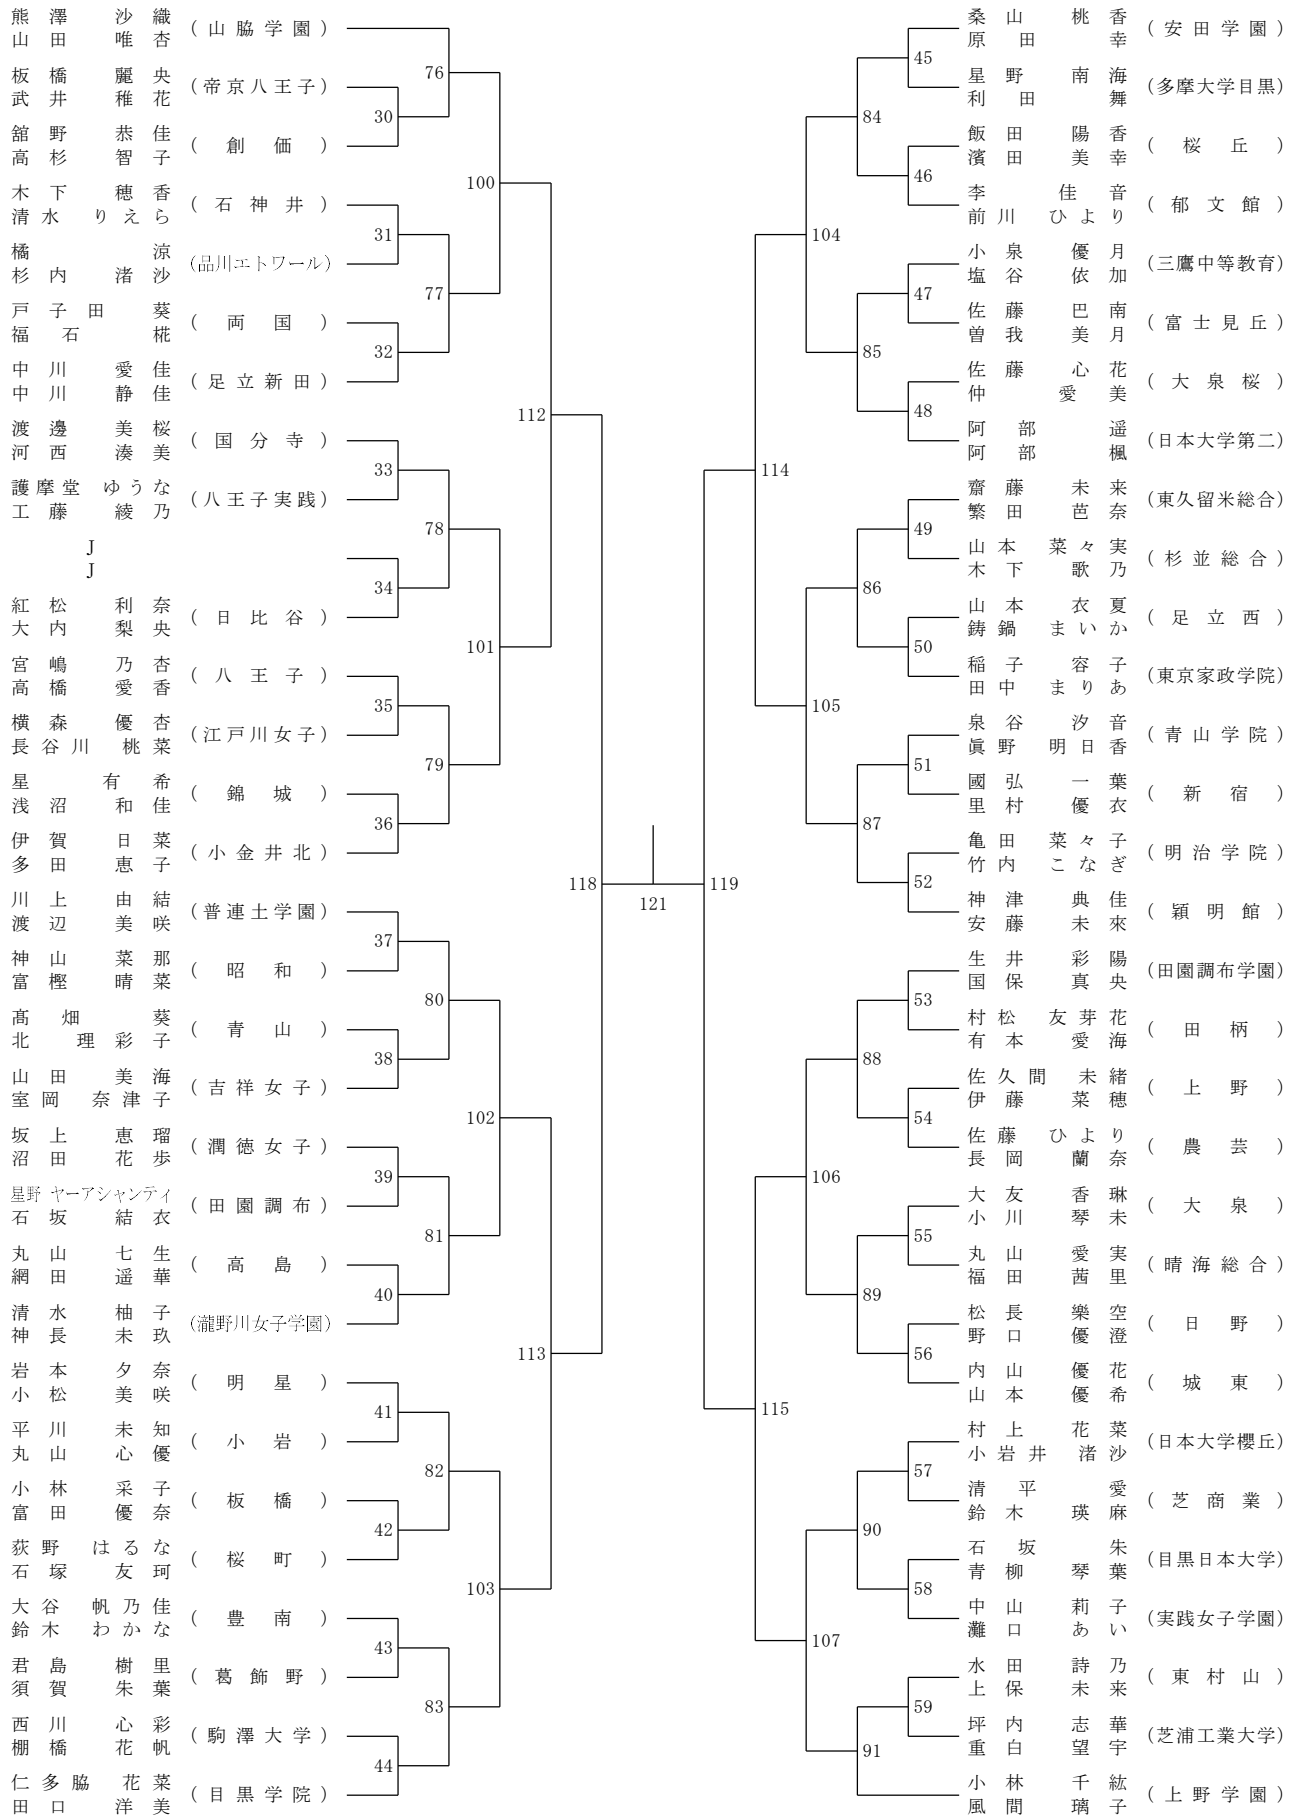 熊澤 沙織
山田 唯杏
(山脇学園)
板橋 麗央
武井 稚花
(帝京八王子)
舘野 恭佳
高杉 智子
(創価)
木下 穂香
清水 りえら
(石神井)
橘 涼
杉内 渚沙
(品川エトワール)
戸子田 葵
福石 椛
(両国)
中川 愛佳
中川 静佳
(足立新田)
渡邊 美桜
河西 湊美
(国分寺)
護摩堂 ゆうな
工藤 綾乃
(八王子実践)
J
J
紅松 利奈
大内 梨央
(日比谷)
宮嶋 乃杏
高橋 愛香
(八王子)
横森 優杏
長谷川 桃菜
(江戸川女子)
星 有希
浅沼 和佳
(錦城)
伊賀 日菜
多田 恵子
(小金井北)
川上 由結
渡辺 美咲
(普連土学園)
神山 菜那
富樫 晴菜
(昭和)
髙畑 葵
北 理彩子
(青山)
山田 美海
室岡 奈津子
(吉祥女子)
坂上 恵瑠
沼田 花歩
(潤徳女子)
星野 ヤーアシャンティ
石坂 結衣
(田園調布)
丸山 七生
網田 遥華
(高島)
清水 柚子
神長 未玖
(瀧野川女子学園)
岩本 夕奈
小松 美咲
(明星)
平川 未知
丸山 心優
(小岩)
小林 采子
富田 優奈
(板橋)
荻野 はるな
石塚 友珂
(桜町)
大谷 帆乃佳
鈴木 わかな
(豊南)
君島 樹里
須賀 朱葉
(葛飾野)
西川 心彩
棚橋 花帆
(駒澤大学)
仁多脇 花菜
田口 洋美
(目黒学院)
30
31
32
33
34
35
36
37
38
39
40
41
42
43
44
76
77
78
79
80
81
82
83
100
101
102
103
112
113
118
121
119
114
115
104
105
106
107
84
85
86
87
88
89
90
91
45
46
47
48
49
50
51
52
53
54
55
56
57
58
59
桑山 桃香
原田 幸
(安田学園)
星野 南海
利田 舞
(多摩大学目黒)
飯田 陽香
濱田 美幸
(桜丘)
李 佳音
前川 ひより
(郁文館)
小泉 優月
塩谷 依加
(三鷹中等教育)
佐藤 巴南
曽我 美月
(富士見丘)
佐藤 心花
仲 愛美
(大泉桜)
阿部 遥
阿部 楓
(日本大学第二)
齋藤 未来
繁田 芭奈
(東久留米総合)
山本 菜々実
木下 歌乃
(杉並総合)
山本 衣夏
鋳鍋 まいか
(足立西)
稲子 容子
田中 まりあ
(東京家政学院)
泉谷 汐音
眞野 明日香
(青山学院)
國弘 一葉
里村 優衣
(新宿)
亀田 菜々子
竹内 こなぎ
(明治学院)
神津 典佳
安藤 未來
(穎明館)
生井 彩陽
国保 真央
(田園調布学園)
村松 友芽花
有本 愛海
(田柄)
佐久間 未緒
伊藤 菜穂
(上野)
佐藤 ひより
長岡 蘭奈
(農芸)
大友 香琳
小川 琴未
(大泉)
丸山 愛実
福田 茜里
(晴海総合)
松長 樂空
野口 優澄
(日野)
内山 優花
山本 優希
(城東)
村上 花菜
小岩井 渚沙
(日本大学櫻丘)
清平 愛
鈴木 瑛麻
(芝商業)
石坂 朱
青柳 琴葉
(目黒日本大学)
中山 莉子
灘口 あい
(実践女子学園)
水田 詩乃
上保 未来
(東村山)
坪内 志華
重白 望宇
(芝浦工業大学)
小林 千紘
風間 璃子
(上野学園)